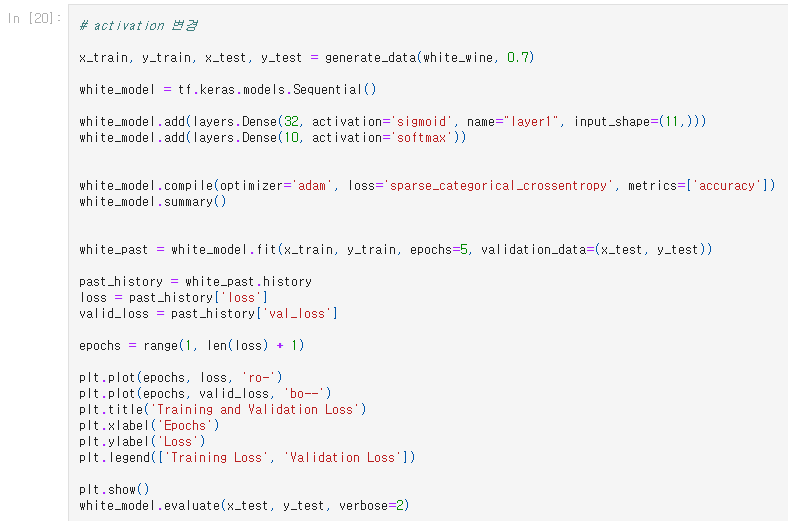 In [20]:
# activation 변경
x_train, y_train, x_test, y_test = generate_data(white_wine, 0.7)
white_model = tf.keras.models.Sequential()
white_model.add(layers.Dense(32, activation='sigmoid', name="layer1", input_shape=(11,)))
white_model.add(layers.Dense(10, activation='softmax'))
white_model.compile(optimizer='adam', loss='sparse_categorical_crossentropy', metrics=['accuracy'])
white_model.summary()
white_past = white_model.fit(x_train, y_train, epochs=5, validation_data=(x_test, y_test))
past_history = white_past.history
loss = past_history['loss']
valid_loss = past_history['val_loss']
epochs = range(1, len(loss) + 1)
plt.plot(epochs, loss, 'ro-')
plt.plot(epochs, valid_loss, 'bo--')
plt.title('Training and Validation Loss')
plt.xlabel('Epochs')
plt.ylabel('Loss')
plt.legend(['Training Loss', 'Validation Loss'])
plt.show()
white_model.evaluate(x_test, y_test, verbose=2)